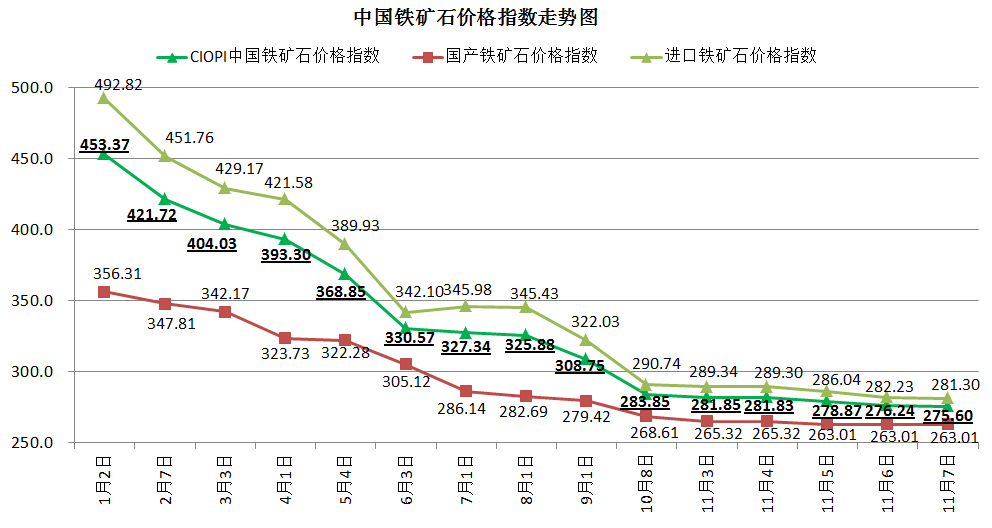 中国铁矿石价格指数走势图
CIOPI中国铁矿石价格指数 国产铁矿石价格指数 进口铁矿石价格指数
500.0
450.0
400.0
350.0
300.0
250.0
492.82 451.76 429.17 421.58 389.93 342.10 345.98 345.43 322.03 290.74 289.34 289.30 286.04 282.23 281.30
453.37 421.72 404.03 393.30 368.85 330.57 327.34 325.88 308.75 283.85 281.85 281.83 278.87 276.24 275.60
356.31 347.81 342.17 323.73 322.28 305.12 286.14 282.69 279.42 268.61 265.32 265.32 263.01 263.01 263.01
1月2日 2月7日 3月3日 4月1日 5月4日 6月3日 7月1日 8月1日 9月1日 10月8日 11月3日 11月4日 11月5日 11月6日 11月7日